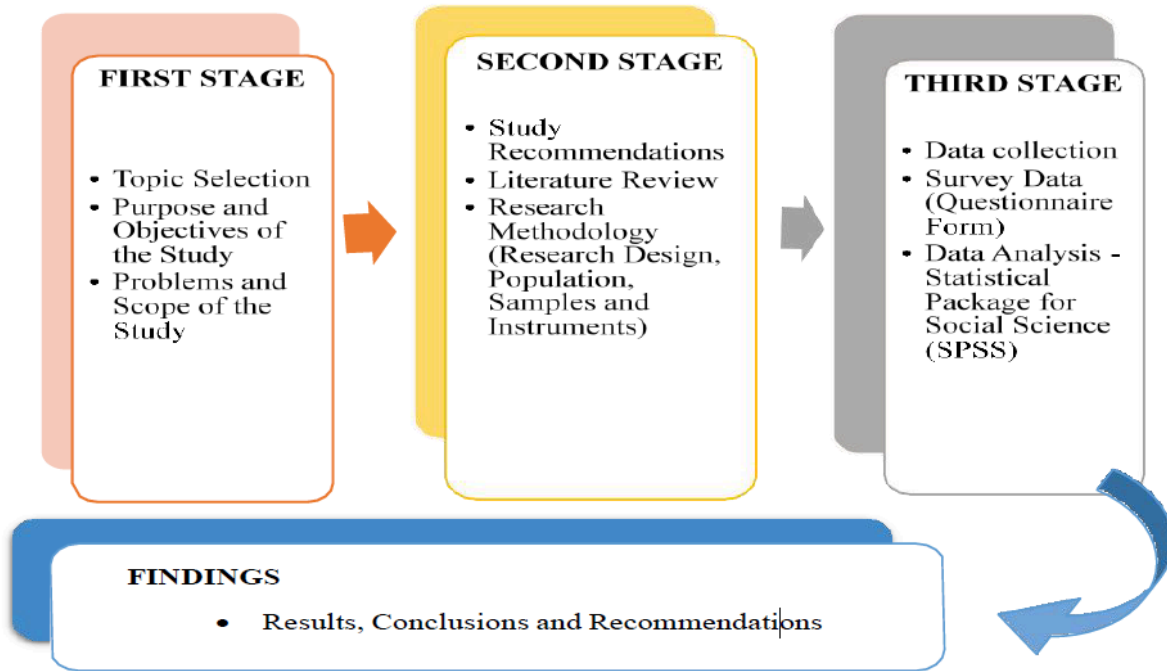 FIRST STAGE
• Topic Selection
• Purpose and
Objectives of
the Study
• Problems and
Scope of the
Study
SECOND STAGE
• Study
Recommendations
• Literature Review
• Research
Methodology
(Research Design,
Population,
Samples and
Instruments)
THIRD STAGE
• Data collection
• Survey Data
(Questionnaire
Form)
• Data Analysis -
Statistical
Package for
Social Science
(SPSS)
FINDINGS
• Results, Conclusions and Recommendations